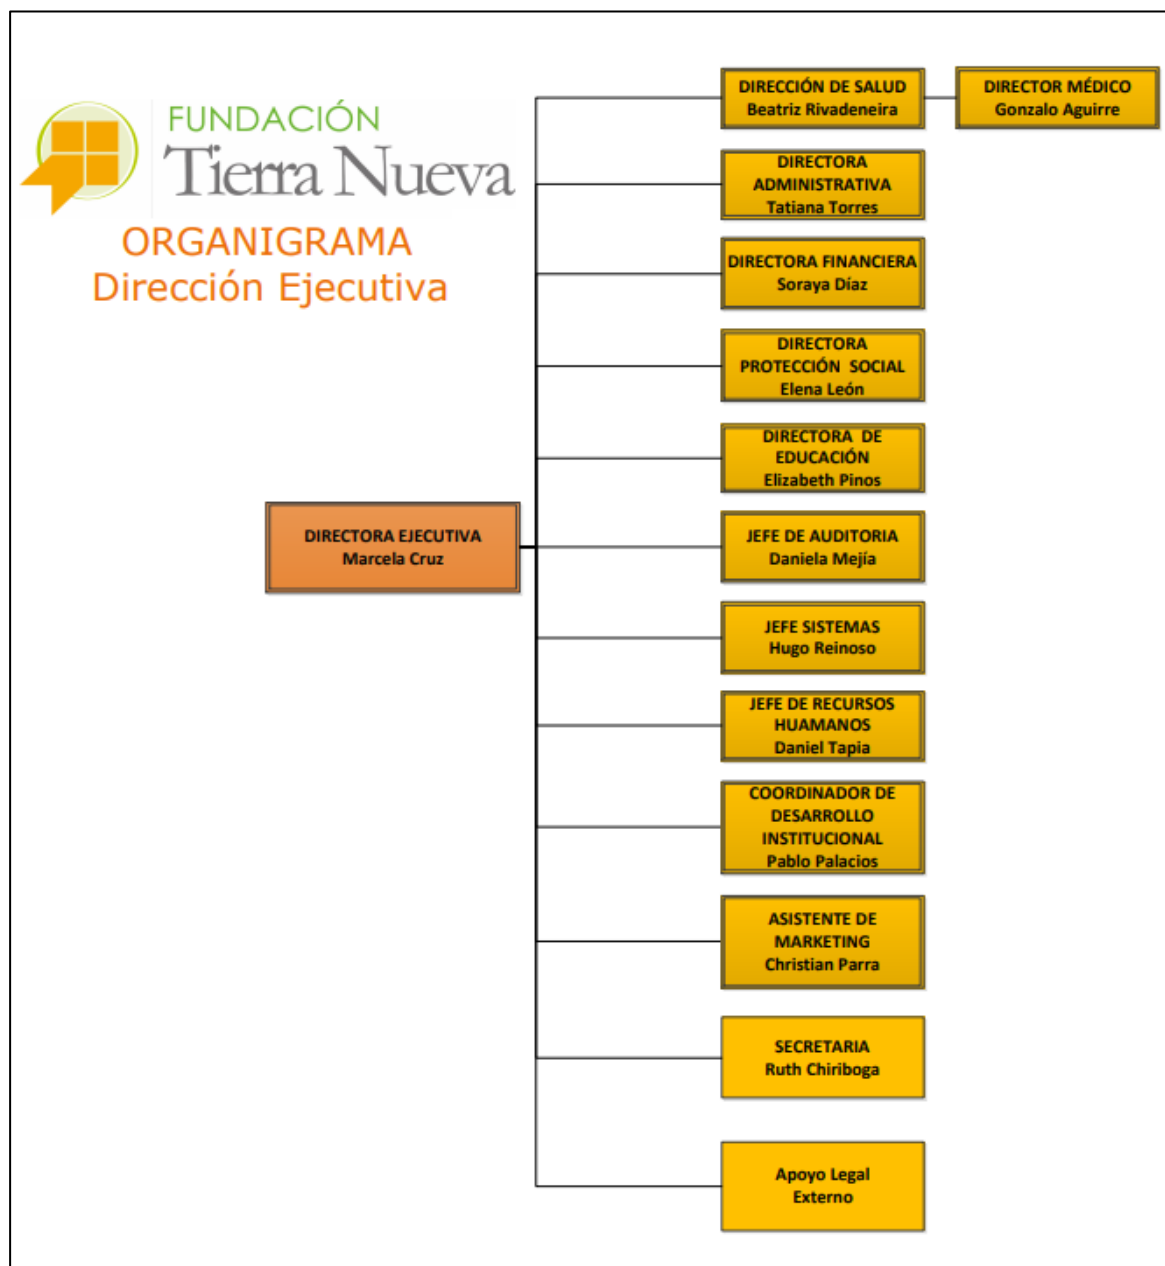 FUNDACIÓN
Tierra Nueva
ORGANIGRAMA
Dirección Ejecutiva
DIRECTORA EJECUTIVA
Marcela Cruz
DIRECCIÓN DE SALUD
Beatriz Rivadeneira
DIRECTOR MÉDICO
Gonzalo Aguirre
DIRECTORA
ADMINISTRATIVA
Tatiana Torres
DIRECTORA FINANCIERA
Soraya Díaz
DIRECTORA
PROTECCIÓN SOCIAL
Elena León
DIRECTORA DE
EDUCACIÓN
Elizabeth Pinos
JEFE DE AUDITORIA
Daniela Mejía
JEFE SISTEMAS
Hugo Reinoso
JEFE DE RECURSOS
HUAMANOS
Daniel Tapia
COORDINADOR DE
DESARROLLO
INSTITUCIONAL
Pablo Palacios
ASISTENTE DE
MARKETING
Christian Parra
SECRETARIA
Ruth Chiriboga
Apoyo Legal
Externo